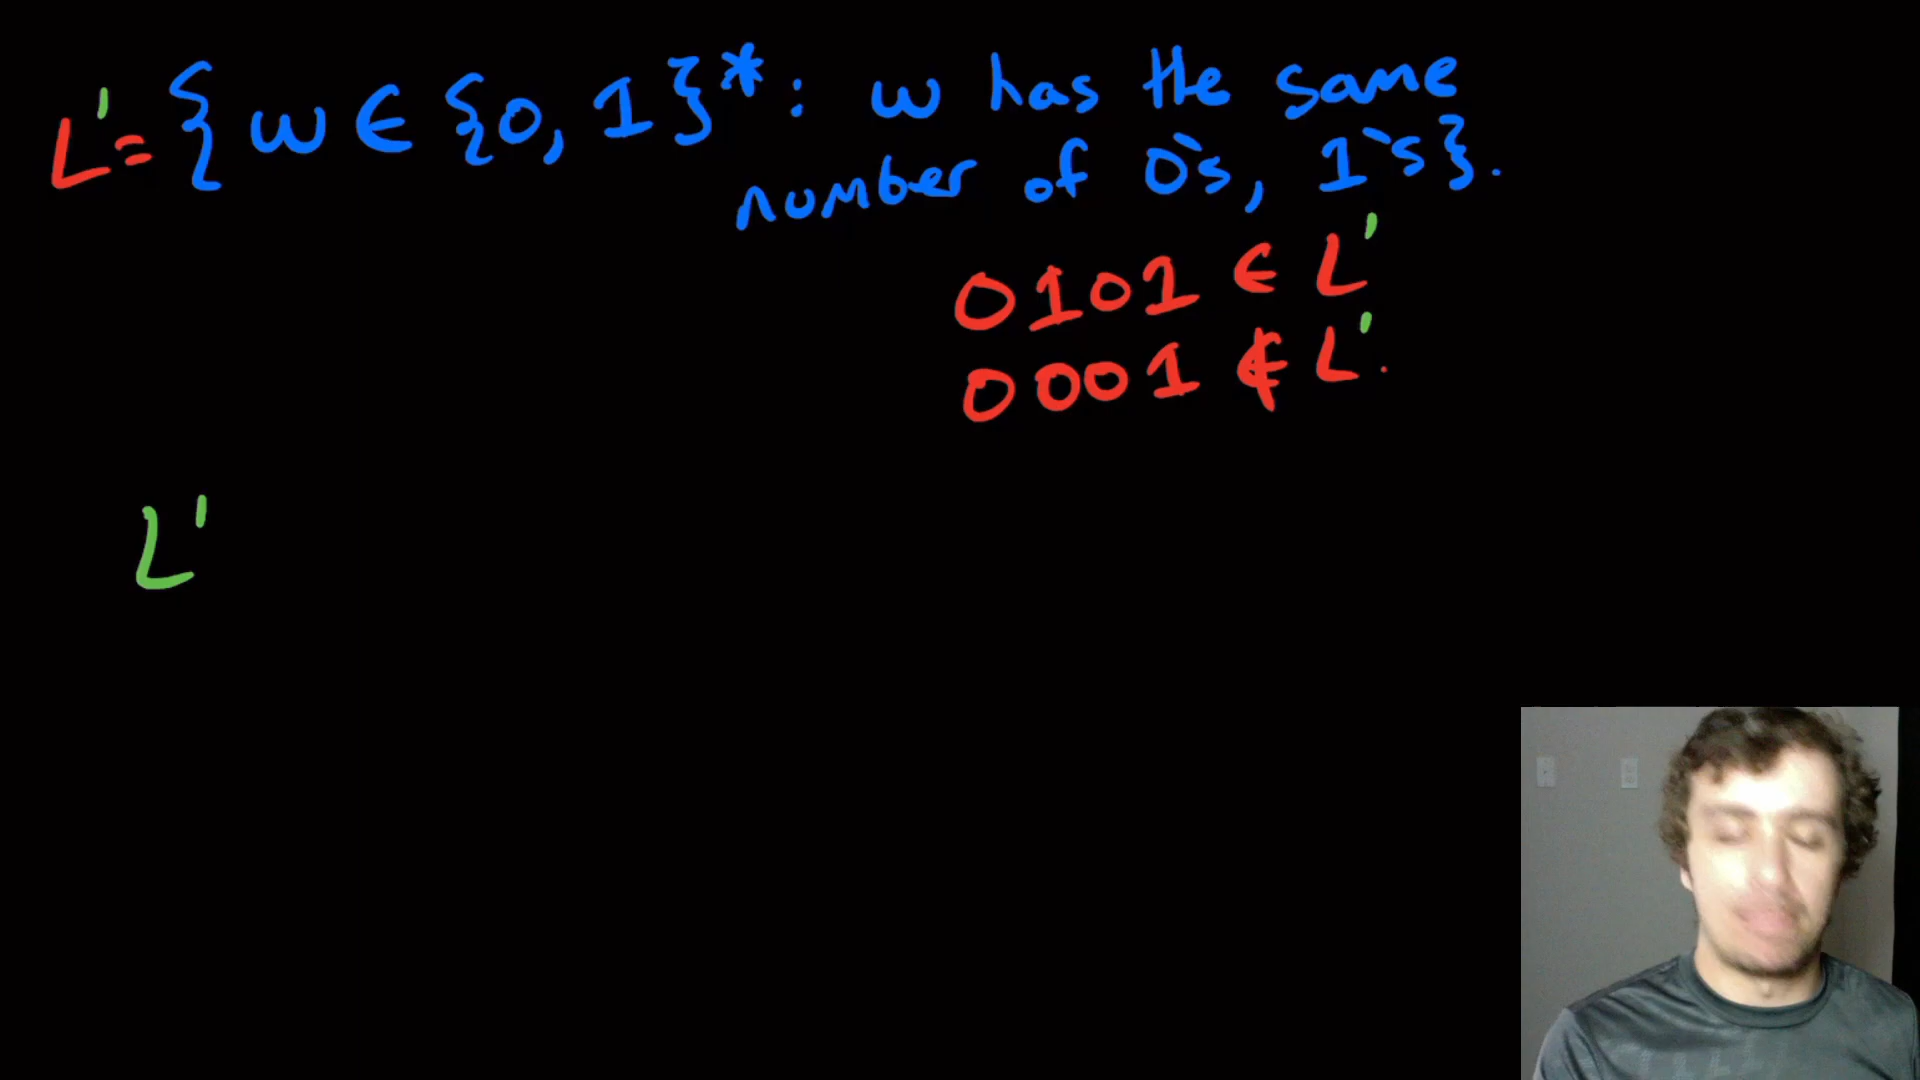 L' = { w ∈ {0, 1}* : w has the same
number of 0's, 1's}.
0101 ∈ L'
0001 ∉ L'.
L'